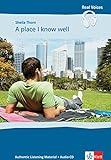 Real Voices
Sheila Thorn
A place I know well
Authentic Listening Material + Audio-CD
Klett